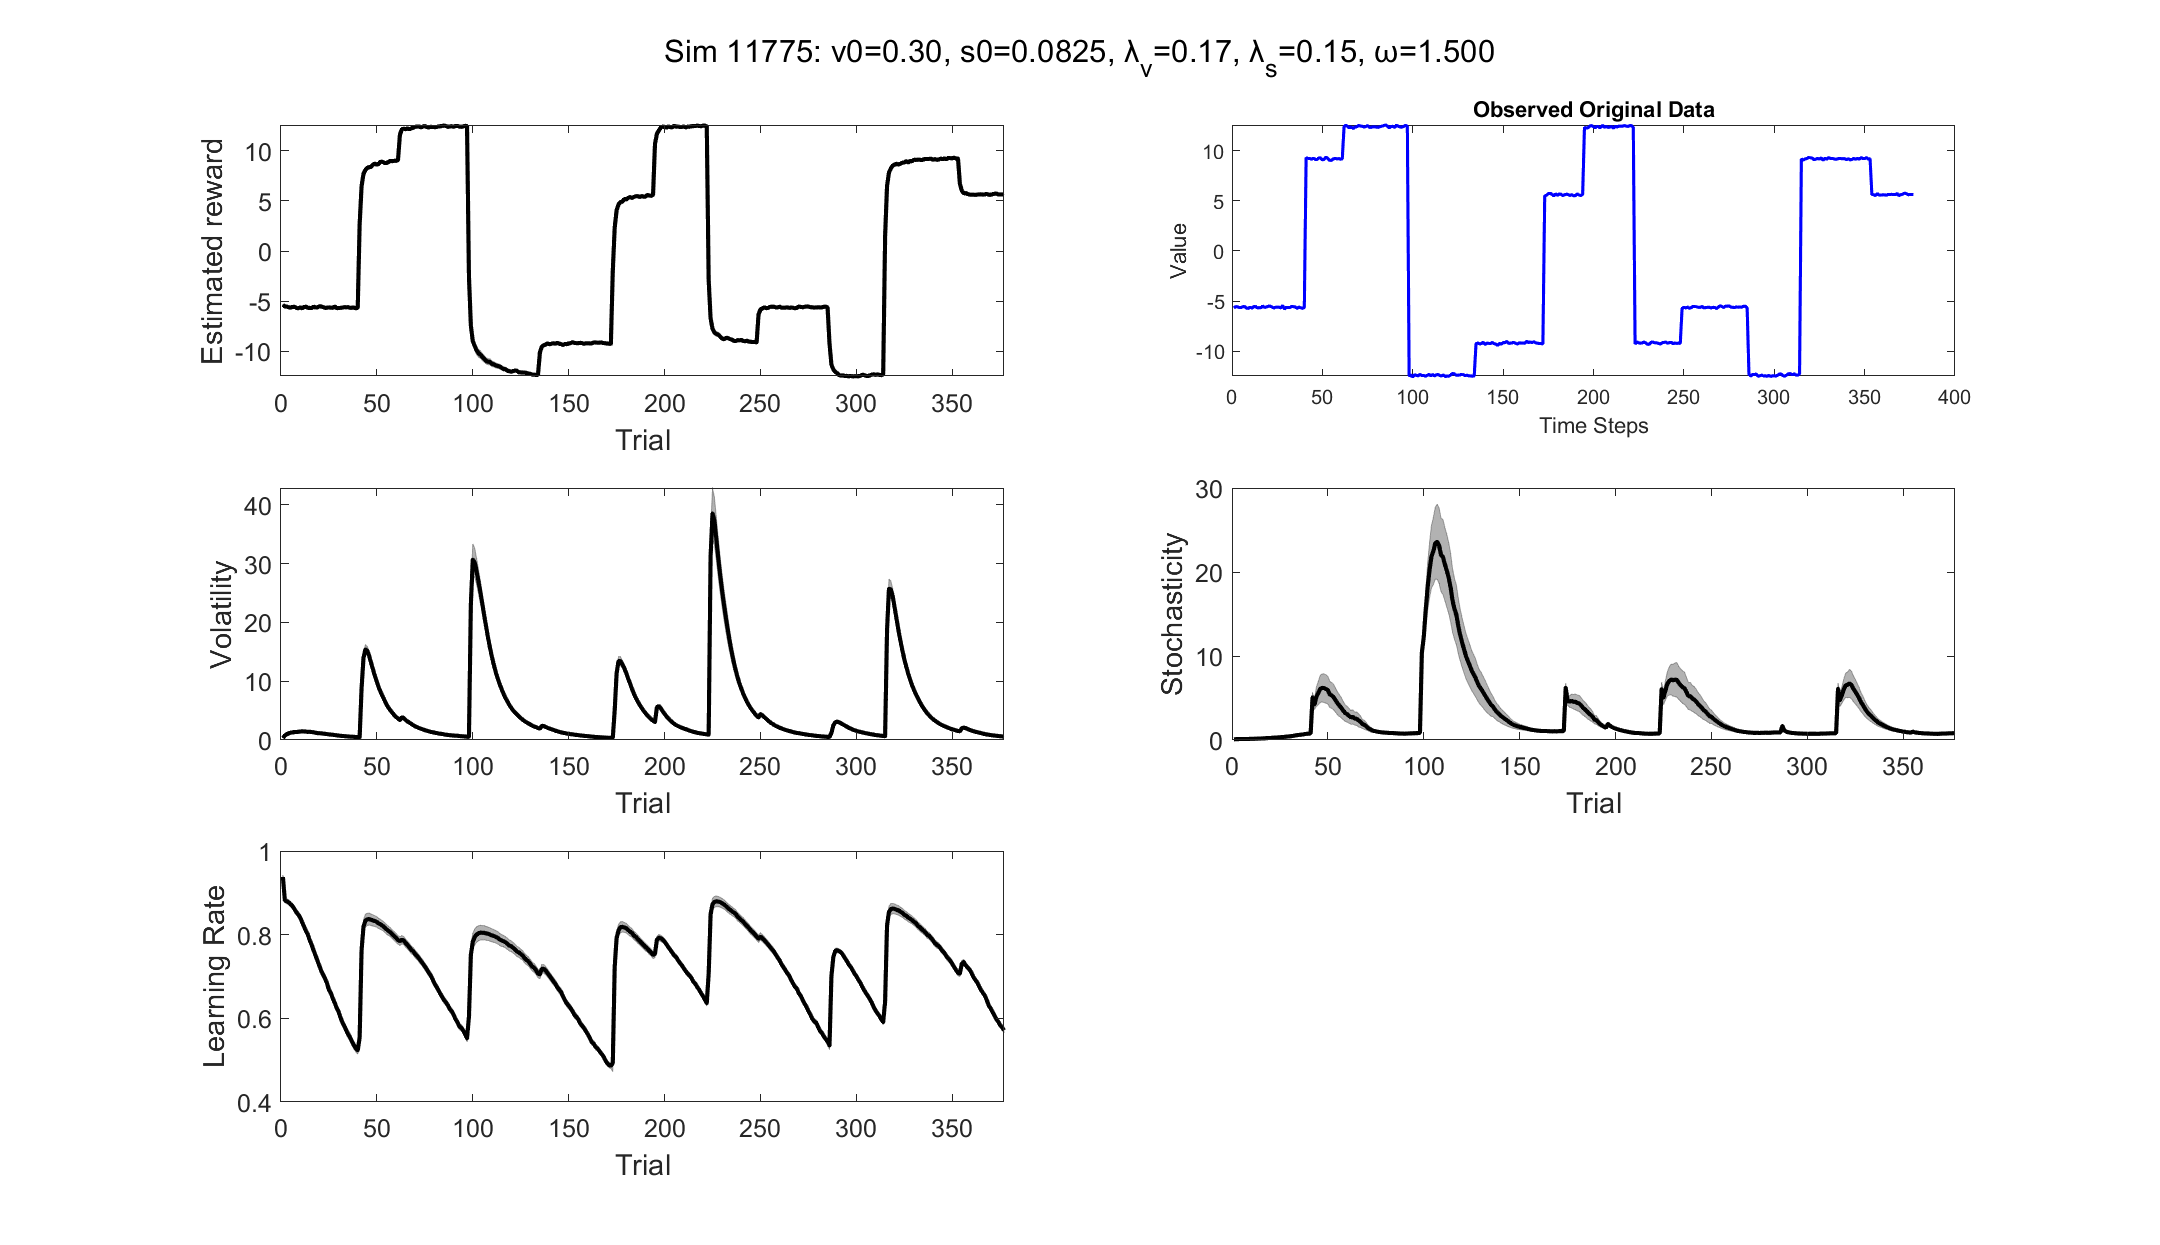 Sim 11775: v0=0.30, s0=0.0825, λ_v=0.17, λ_s=0.15, ω=1.500
Estimated reward
10
5
0
-5
-10
0 50 100 150 200 250 300 350
Trial
Observed Original Data
Value
10
5
0
-5
-10
0 50 100 150 200 250 300 350 400
Time Steps
Volatility
40
30
20
10
0
0 50 100 150 200 250 300 350
Trial
Stochasticity
30
20
10
0
0 50 100 150 200 250 300 350
Trial
Learning Rate
1
0.8
0.6
0.4
0 50 100 150 200 250 300 350
Trial